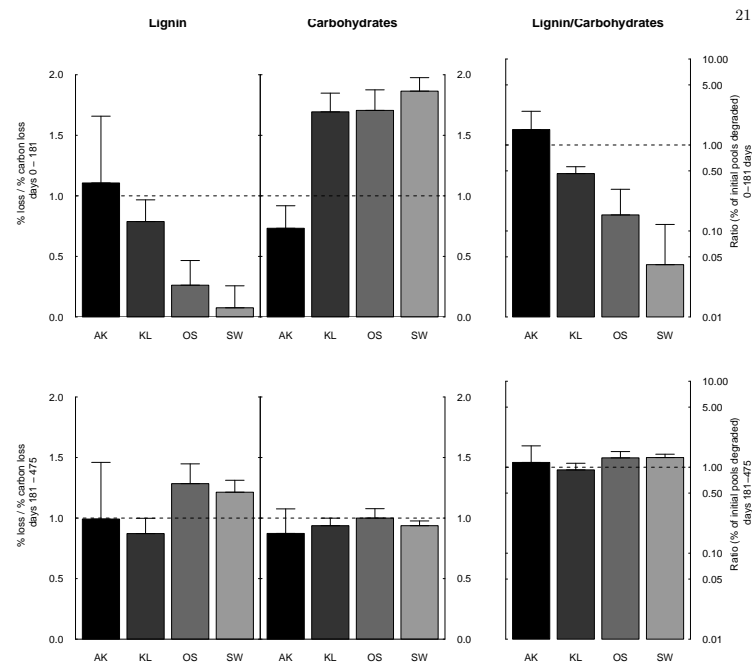 21
Lignin Carbohydrates Lignin/Carbohydrates
% loss / % carbon loss
days 0 – 181
2.0
1.5
1.0
0.5
0.0
AK KL OS SW
AK KL OS SW
2.0
1.5
1.0
0.5
0.0
AK KL OS SW
10.00
5.00
1.00
0.50
0.10
0.05
0.01
Ratio (% of initial pools degraded)
0–181 days
% loss / % carbon loss
days 181 – 475
2.0
1.5
1.0
0.5
0.0
AK KL OS SW
AK KL OS SW
2.0
1.5
1.0
0.5
0.0
AK KL OS SW
10.00
5.00
1.00
0.50
0.10
0.05
0.01
Ratio (% of initial pools degraded)
days 181–475